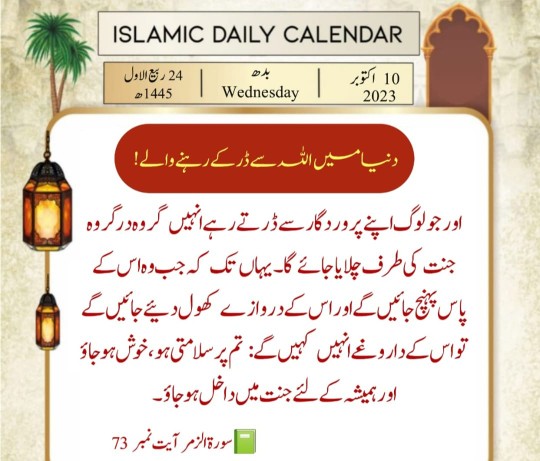 ISLAMIC DAILY CALENDAR
10 اکتوبر 2023 | بدھ Wednesday | 24 ربیع الاول 1445ھ
دنیا میں اللہ سے ڈر کے رہنے والے!
اور جو لوگ اپنے پروردگار سے ڈرتے رہے انہیں گروہ در گروہ
جنت کی طرف چلایا جائے گا۔ یہاں تک کہ جب وہ اس کے
پاس پہنچ جائیں گے اور اس کے دروازے کھول دیئے جائیں گے
تو اس کے داروغے انہیں کہیں گے: تم پر سلامتی ہو، خوش ہو جاؤ
اور ہمیشہ کے لئے جنت میں داخل ہو جاؤ۔
سورۃ الزمر آیت نمبر 73